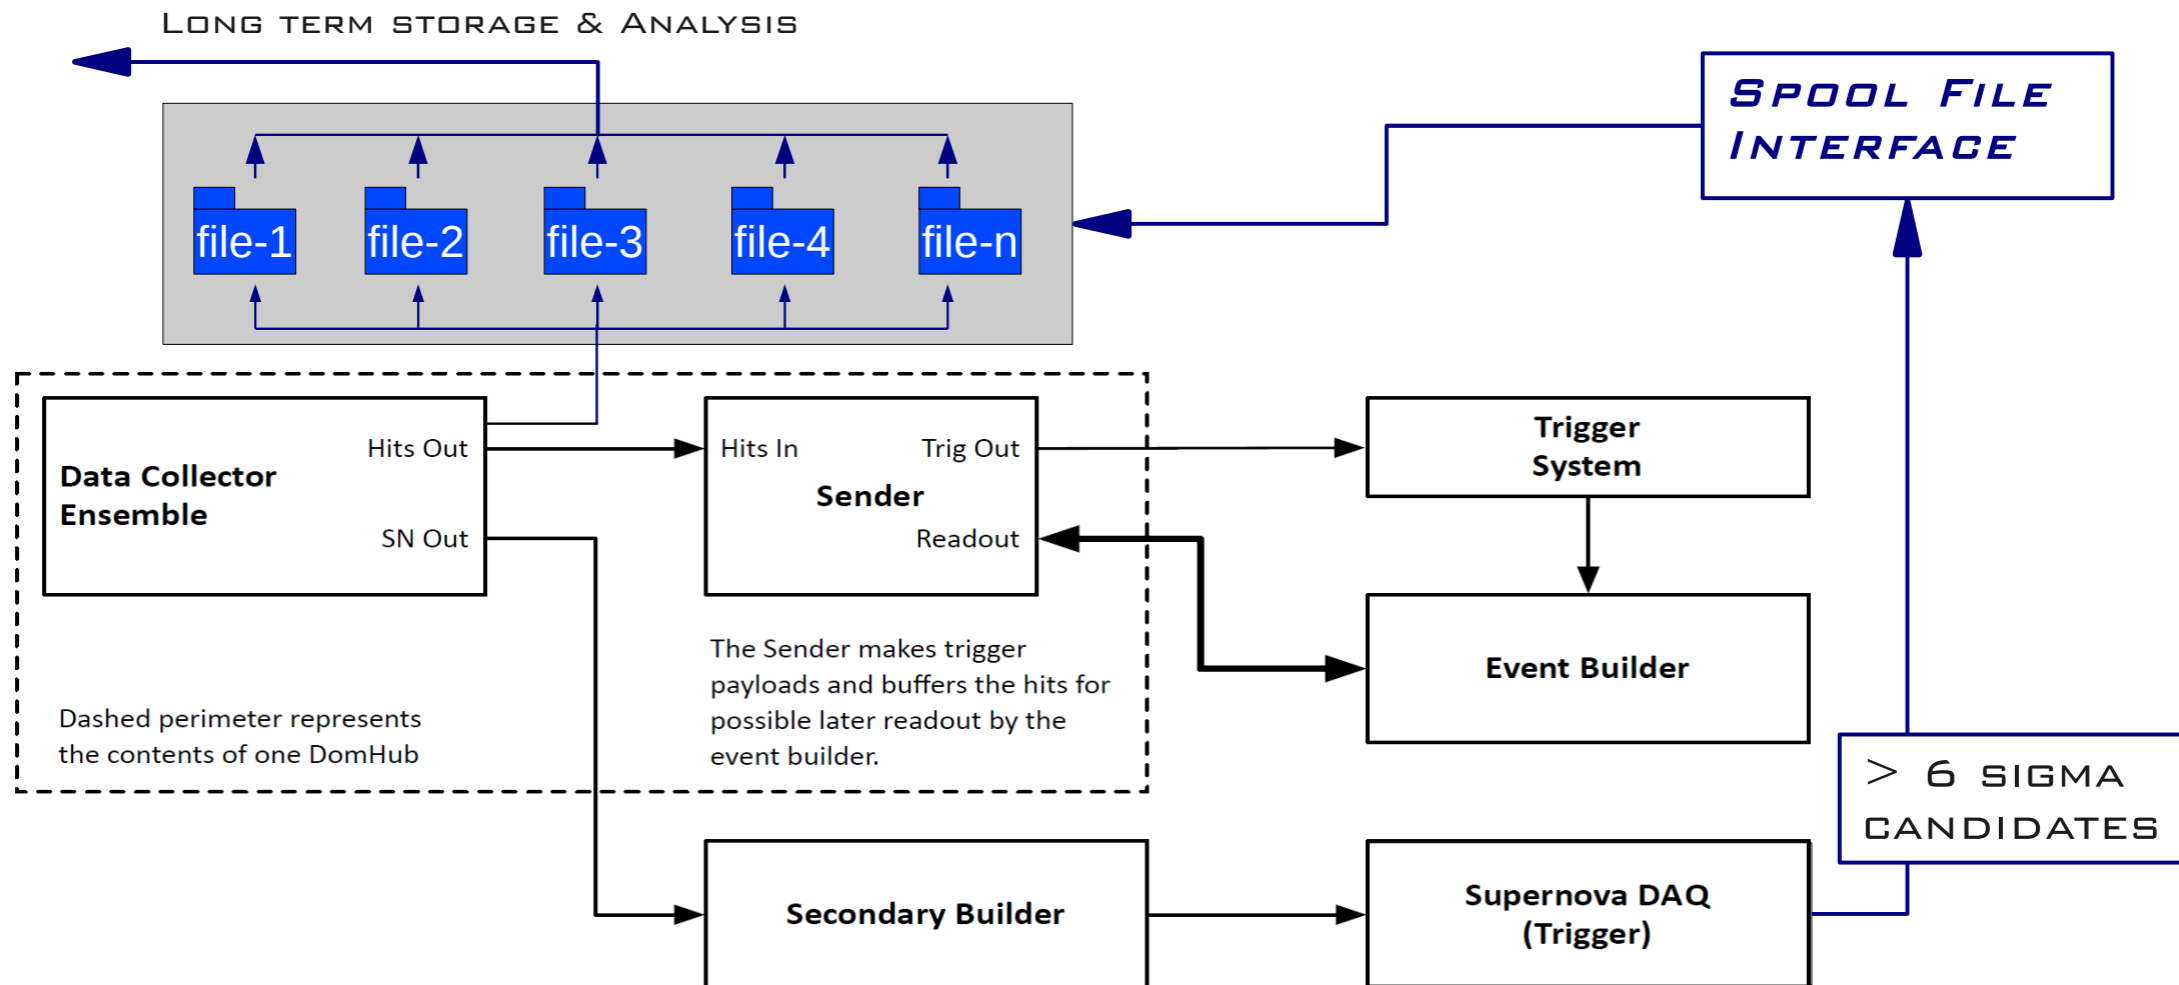 Long term storage & Analysis
Spool File
Interface
file-1
file-2
file-3
file-4
file-n
Data Collector
Ensemble
Hits Out
SN Out
Hits In
Trig Out
Sender
Readout
Trigger
System
Event Builder
Dashed perimeter represents
the contents of one DomHub
The Sender makes trigger
payloads and buffers the hits for
possible later readout by the
event builder.
> 6 sigma
candidates
Secondary Builder
Supernova DAQ
(Trigger)